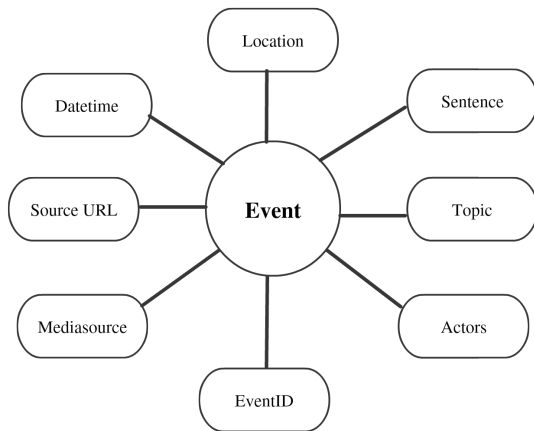 Location
Datetime
Sentence
Source URL
Event
Topic
Mediasource
Actors
EventID